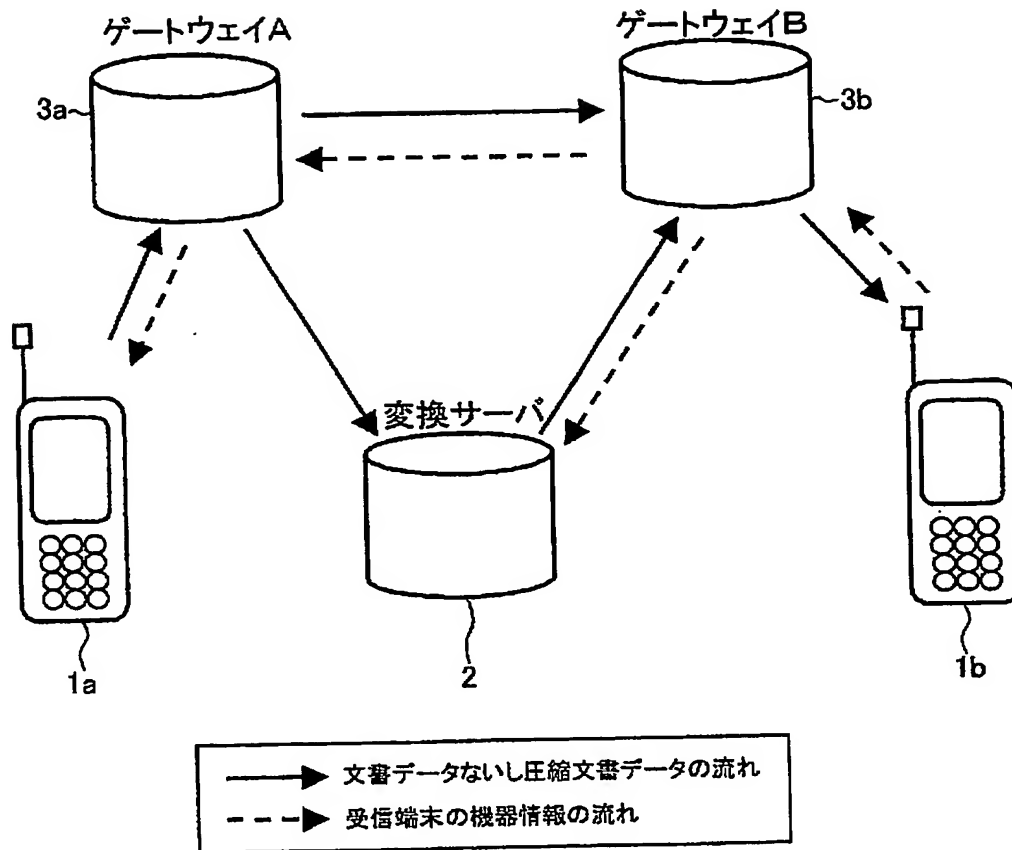 ゲートウェイA
ゲートウェイB
3a
3b
変換サーバ
1a
2
1b
文書データないし圧縮文書データの流れ
受信端末の機器情報の流れ